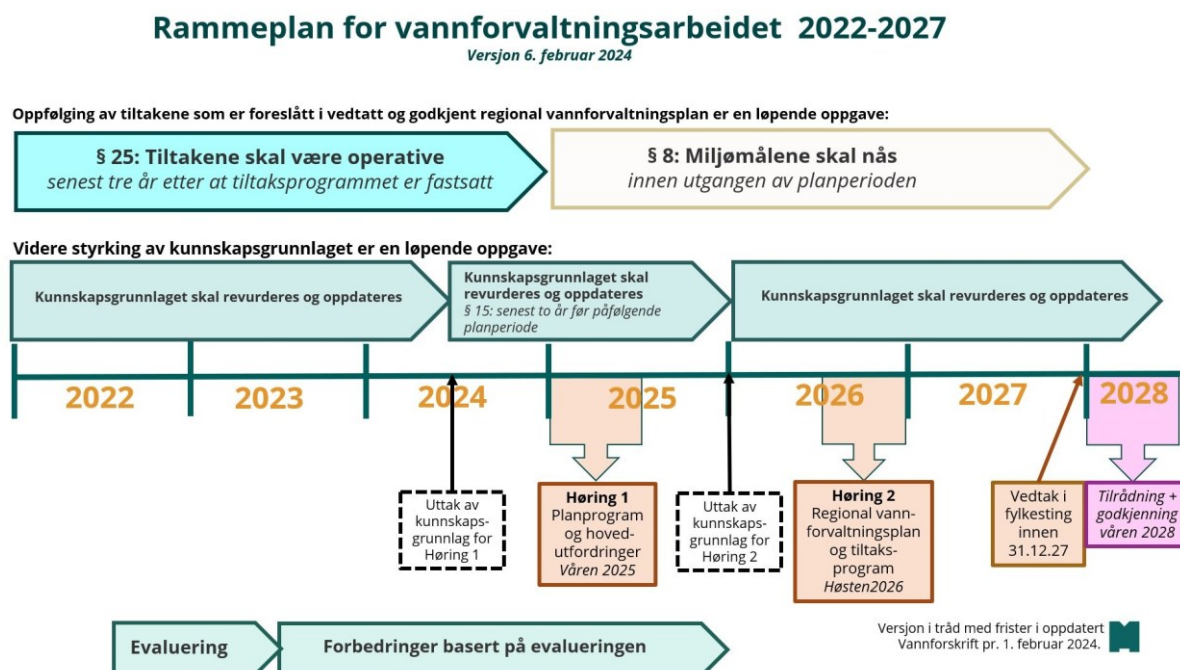 Rammeplan for vannforvaltningsarbeidet 2022-2027
Versjon 6. februar 2024
Oppfølging av tiltakene som er foreslått i vedtatt og godkjent regional vannforvaltningsplan er en løpende oppgave:
§ 25: Tiltakene skal være operative
senest tre år etter at tiltaksprogrammet er fastsatt
§ 8: Miljømålene skal nås
innen utgangen av planperioden
Videre styrking av kunnskapsgrunnlaget er en løpende oppgave:
Kunnskapsgrunnlaget skal revurderes og oppdateres
Kunnskapsgrunnlaget skal
revurderes og oppdateres
§ 15: senest to år før påfølgende
planperiode
Kunnskapsgrunnlaget skal revurderes og oppdateres
2022
2023
2024
2025
2026
2027
2028
Uttak av
kunnskaps-
grunnlag for
Høring 1
Høring 1
Planprogram
og hoved-
utfordringer
Våren 2025
Uttak av
kunnskaps-
grunnlag for
Høring 2
Høring 2
Regional vann-
forvaltningsplan
og tiltaks-
program
Høsten2026
Vedtak i
fylkesting
innen
31.12.27
Tilrådning +
godkjenning
våren 2028
Evaluering
Forbedringer basert på evalueringen
Versjon i tråd med frister i oppdatert
Vannforskrift pr. 1. februar 2024.